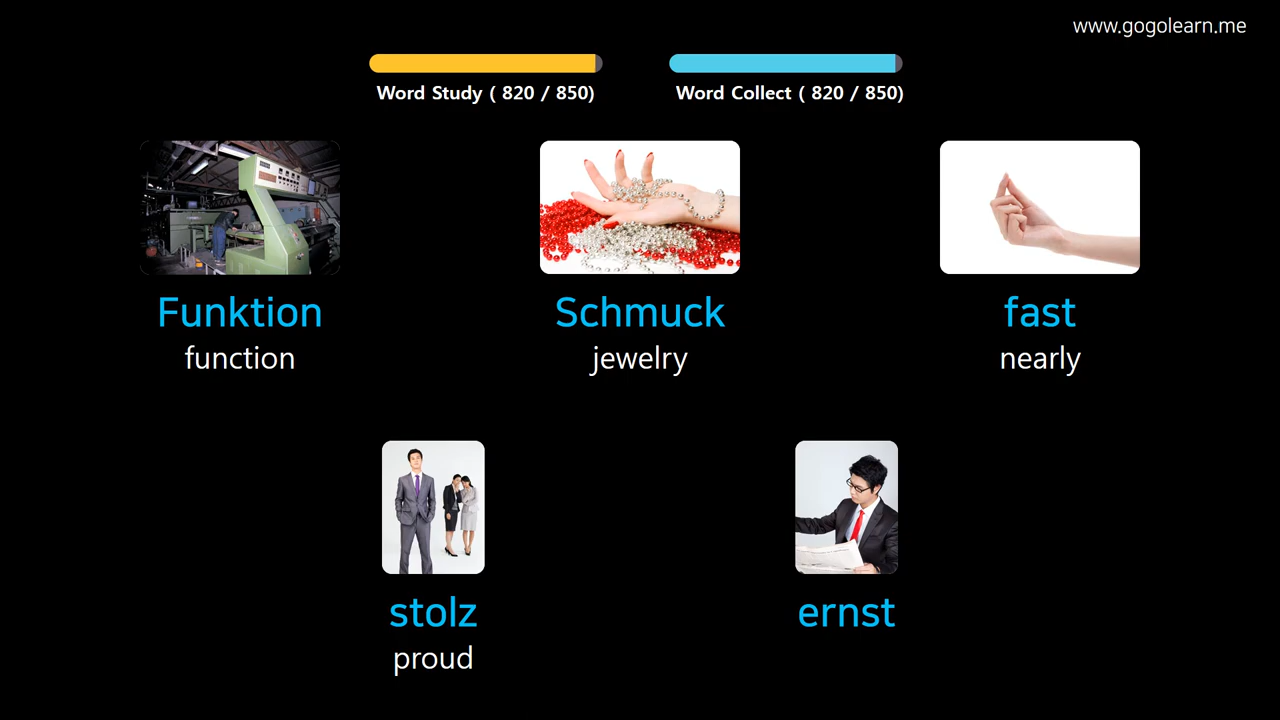 www.gogolearn.me
Word Study ( 820 / 850)
Word Collect ( 820 / 850)
Funktion
function
Schmuck
jewelry
fast
nearly
stolz
proud
ernst